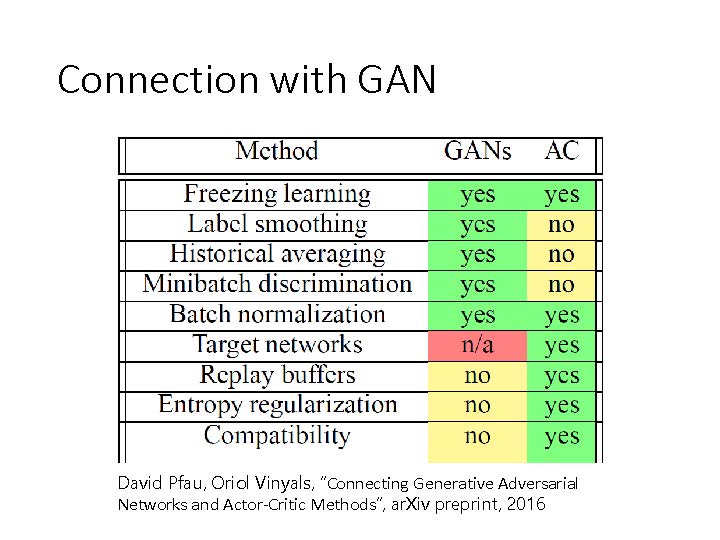 Connection with GAN
Method GANs AC
Freezing learning yes yes
Label smoothing yes no
Historical averaging yes no
Minibatch discrimination yes no
Batch normalization yes yes
Target networks n/a yes
Replay buffers no yes
Entropy regularization no yes
Compatibility no yes
David Pfau, Oriol Vinyals, “Connecting Generative Adversarial
Networks and Actor-Critic Methods”, arXiv preprint, 2016